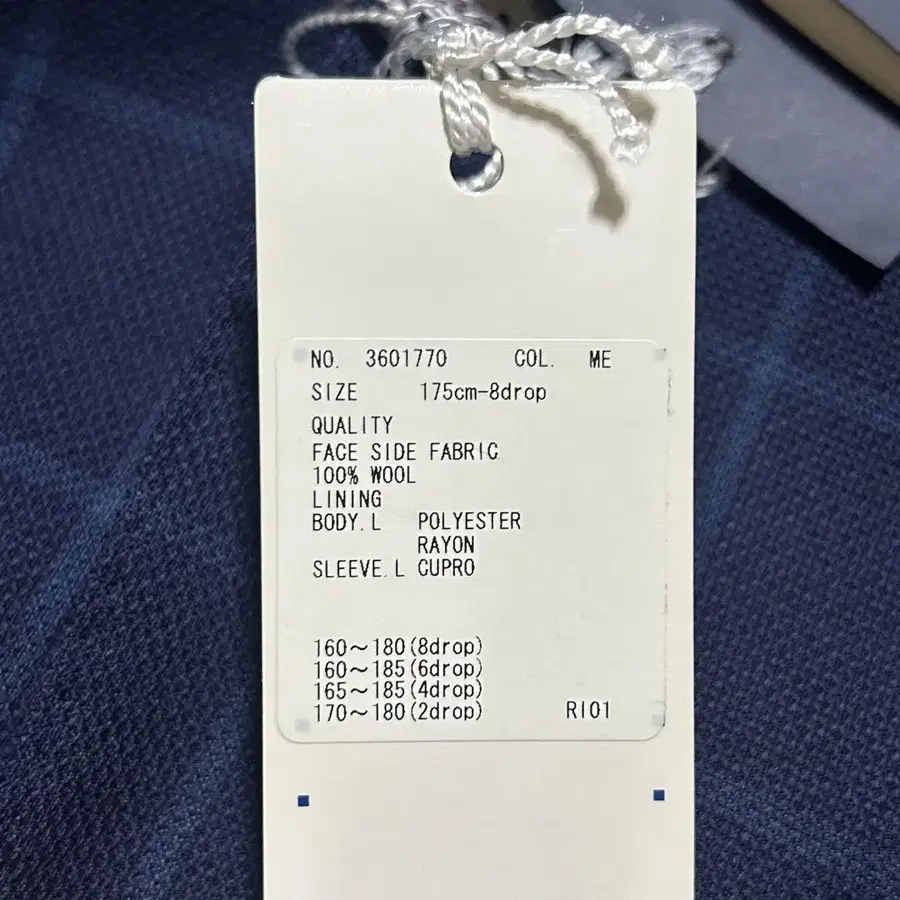 NO. 3601770 COL. ME
SIZE 175cm-8drop
QUALITY
FACE SIDE FABRIC
100% WOOL
LINING
BODY.L POLYESTER
RAYON
SLEEVE.L CUPRO
160～180(8drop)
160～185(6drop)
165～185(4drop)
170～180(2drop) RI01